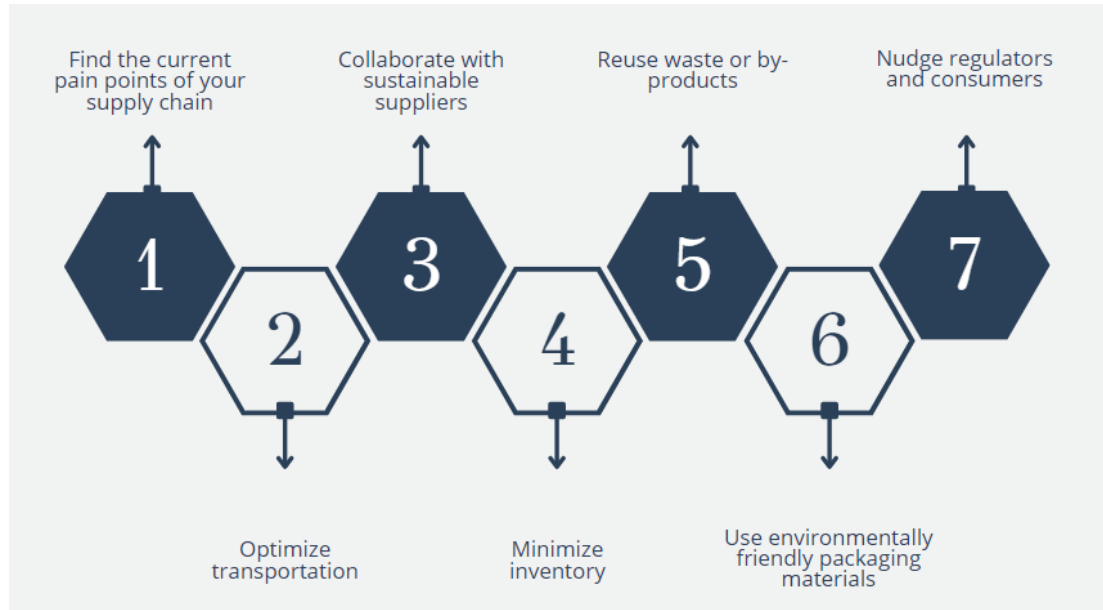 Find the current
pain points of your
supply chain
Collaborate with
sustainable
suppliers
Reuse waste or by-
products
Nudge regulators
and consumers
1
2
3
4
5
6
7
Optimize
transportation
Minimize
inventory
Use environmentally
friendly packaging
materials